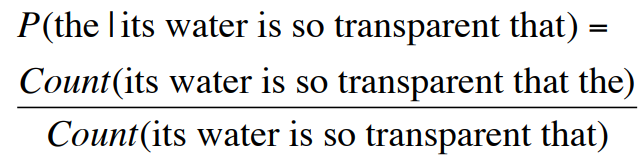 P(the | its water is so transparent that) =
Count(its water is so transparent that the)
Count(its water is so transparent that)